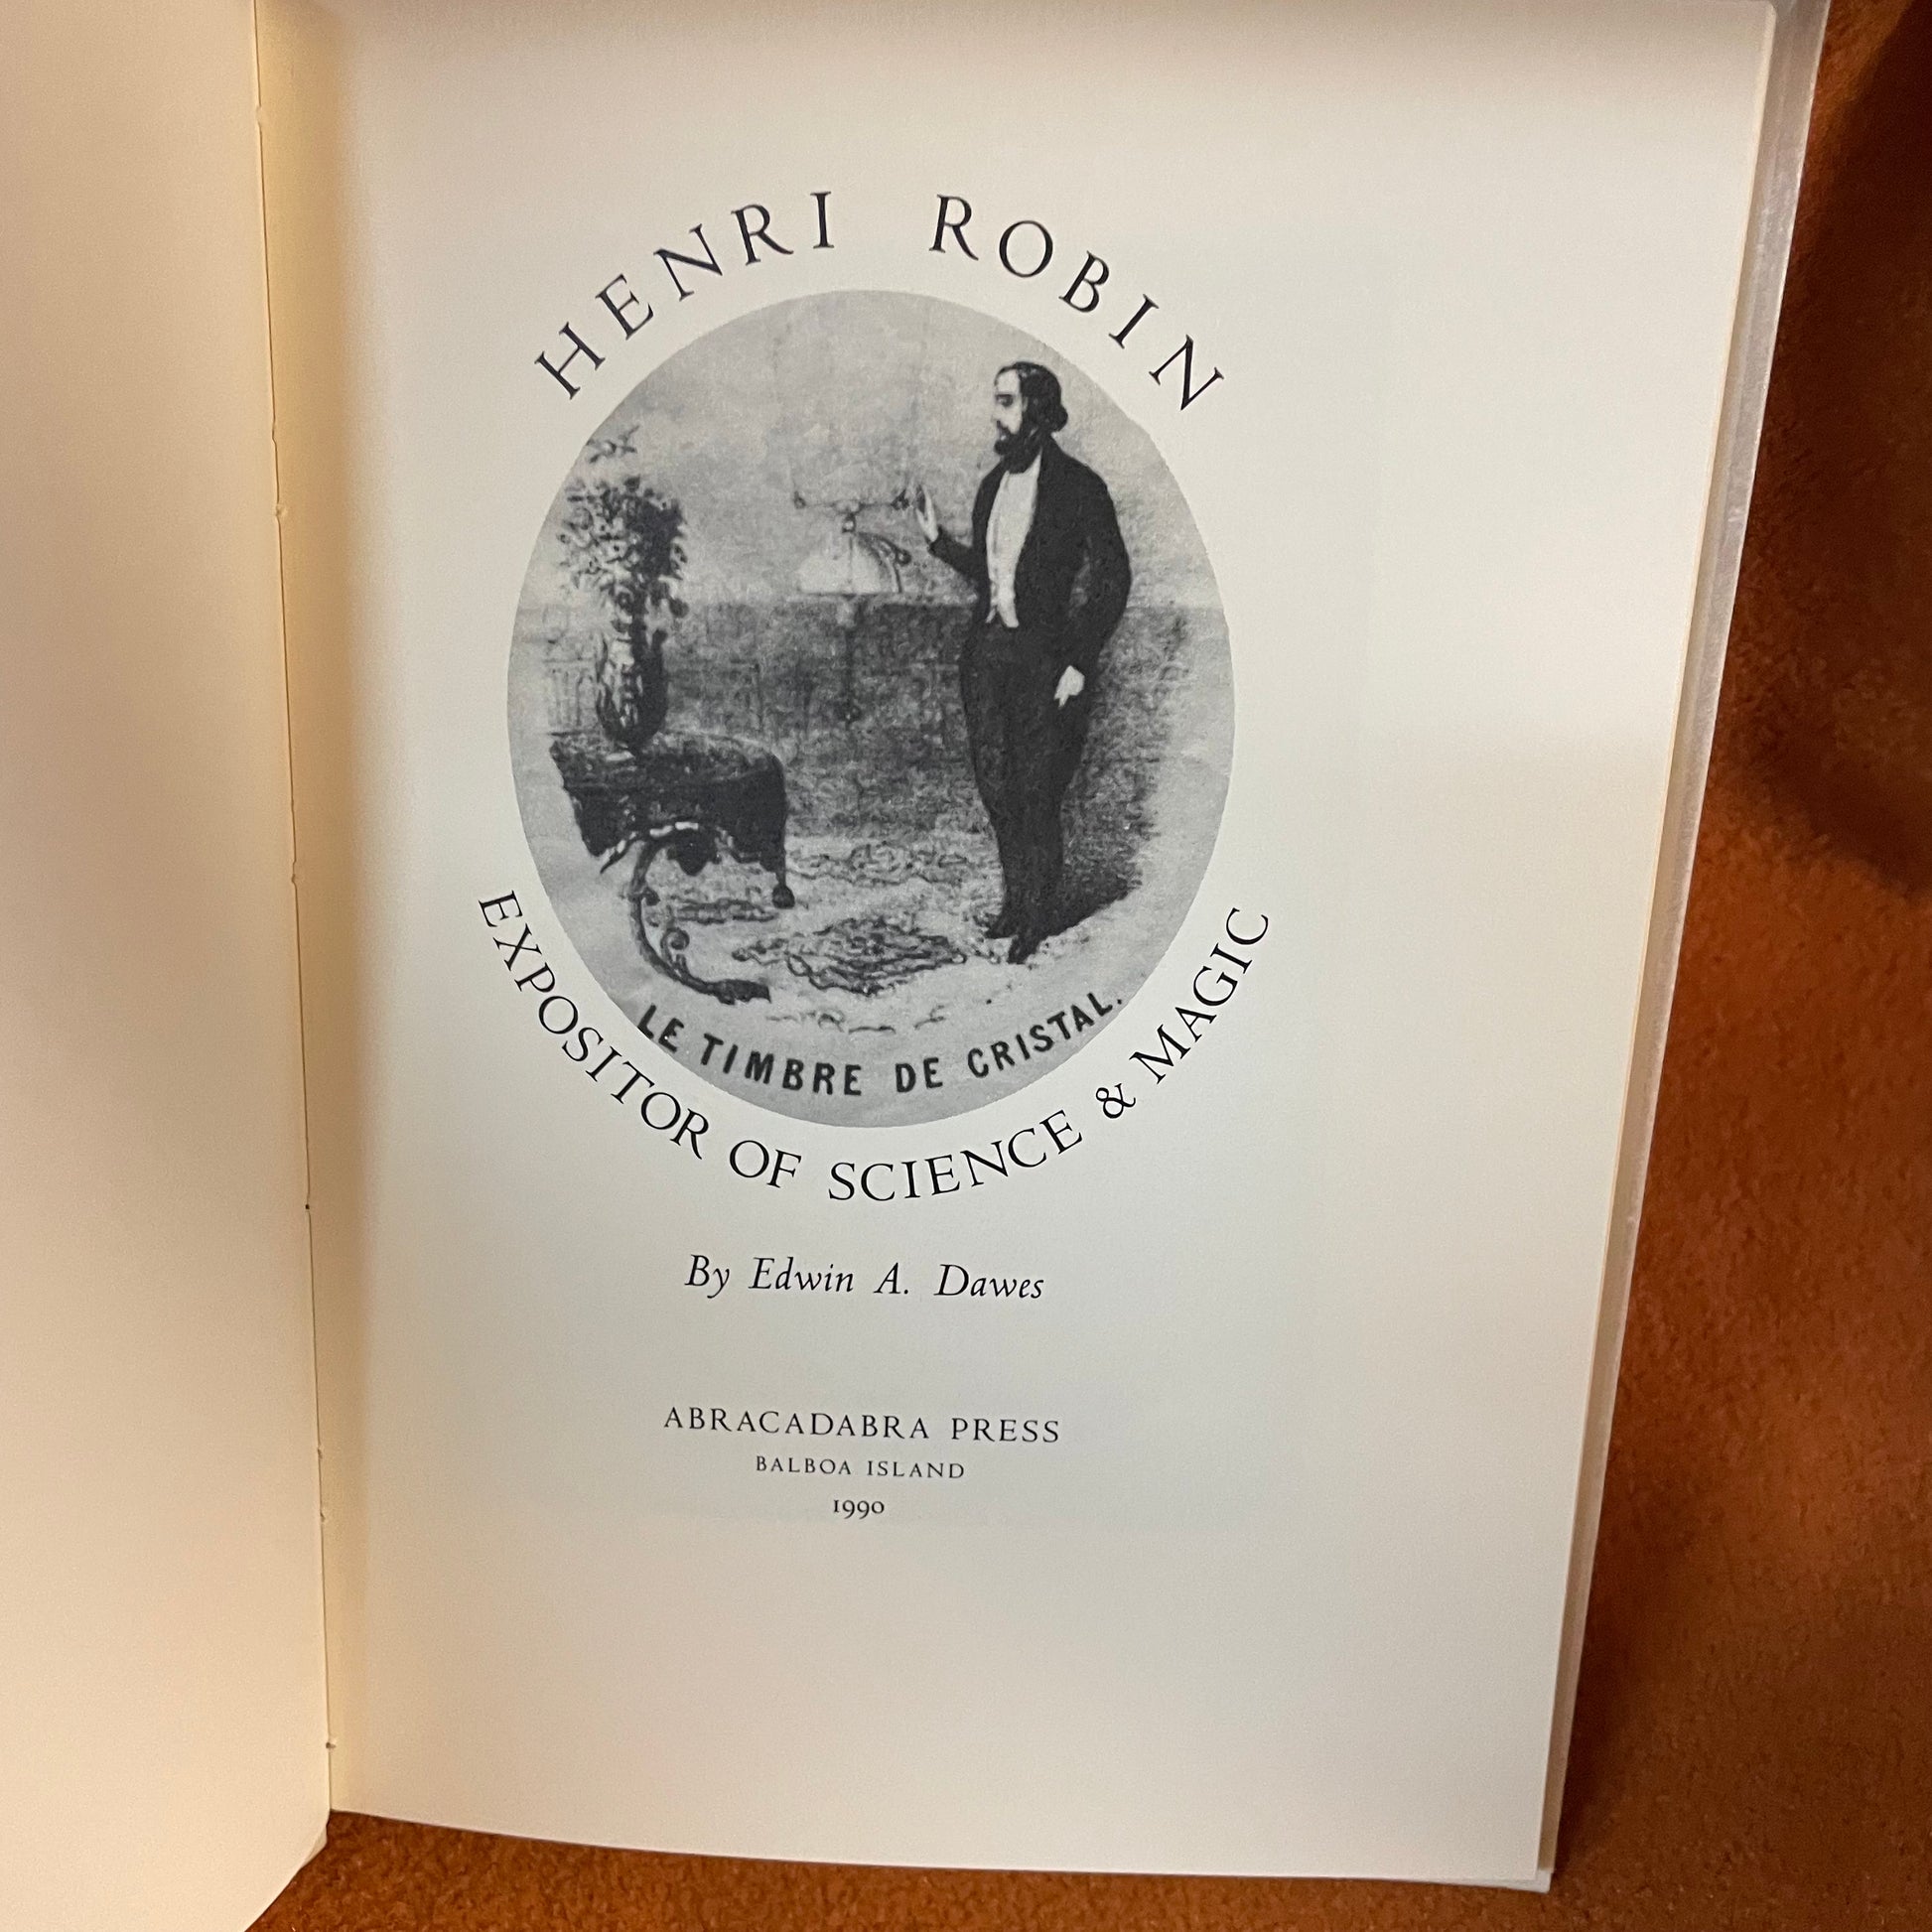 HENRI ROBIN
LE TIMBRE DE CRISTAL.
EXPOSITOR OF SCIENCE & MAGIC
By Edwin A. Dawes
ABRACADABRA PRESS
BALBOA ISLAND
1990